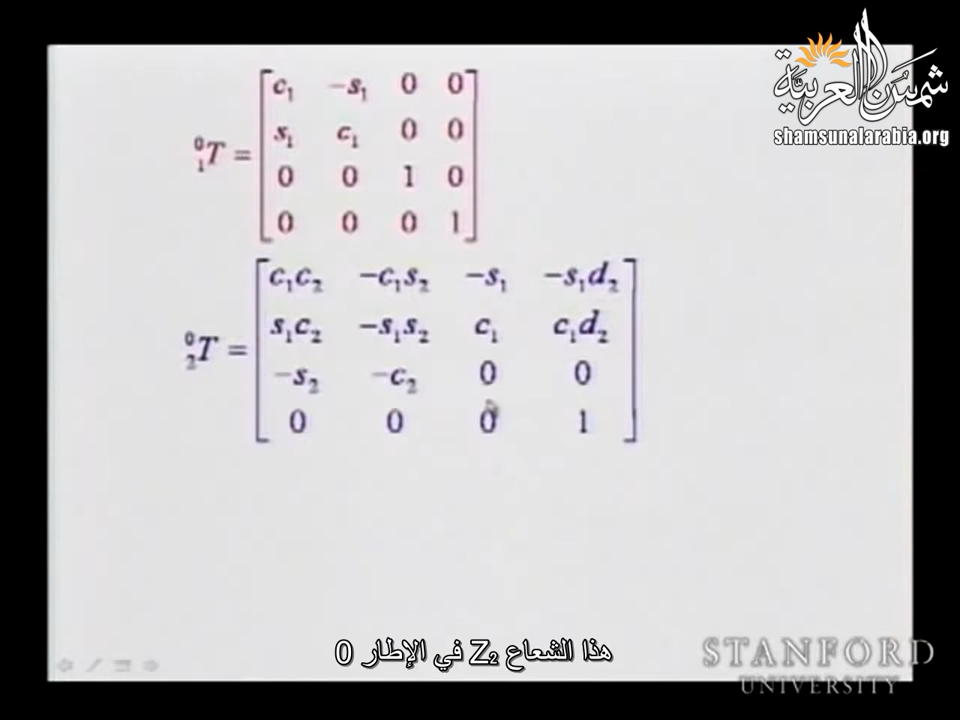 شمس العربية
shamsunalarabia.org
⁰₁T = [ c₁ −s₁ 0 0
s₁ c₁ 0 0
0 0 1 0
0 0 0 1 ]
⁰₂T = [ c₁c₂ −c₁s₂ −s₁ −s₁d₂
s₁c₂ −s₁s₂ c₁ c₁d₂
−s₂ −c₂ 0 0
0 0 0 1 ]
هذا الشعاع Z₂ في الإطار 0
STANFORD
UNIVERSITY